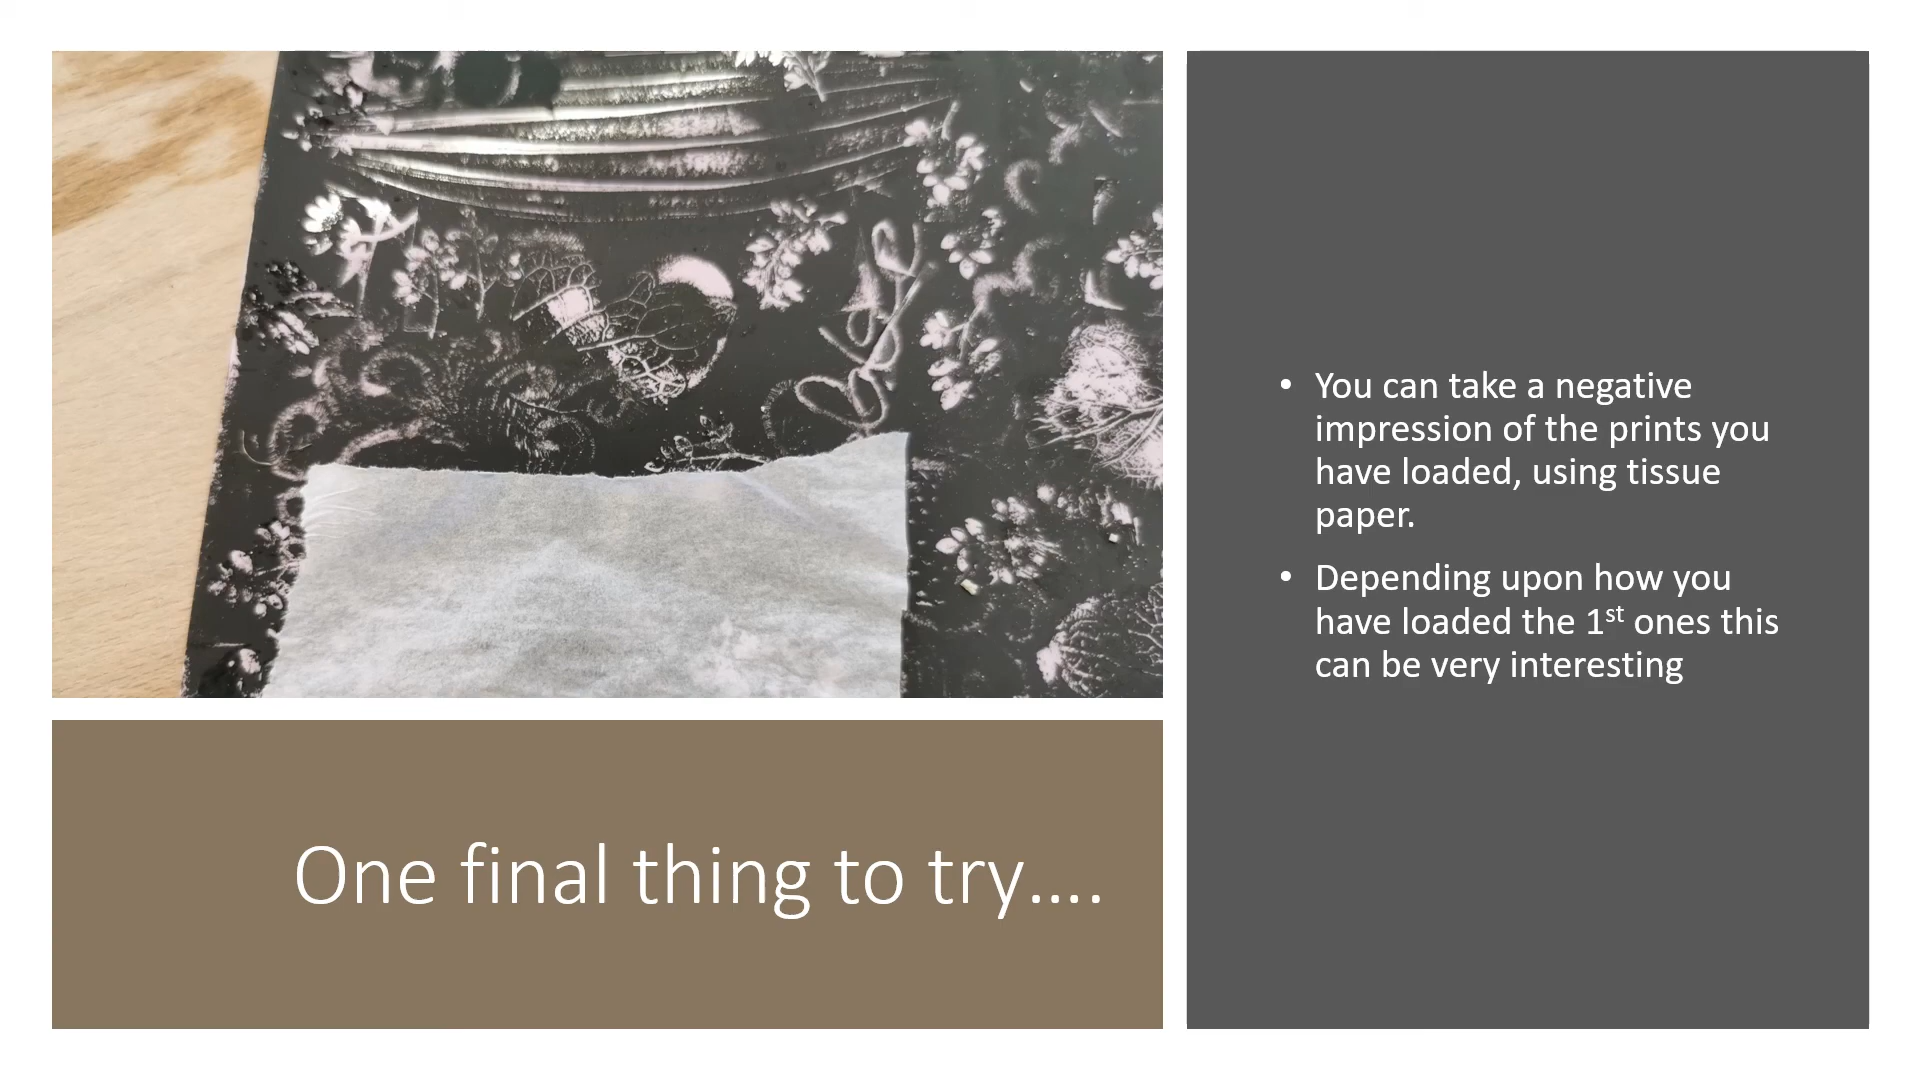 • You can take a negative
impression of the prints you
have loaded, using tissue
paper.
• Depending upon how you
have loaded the 1st ones this
can be very interesting
One final thing to try....